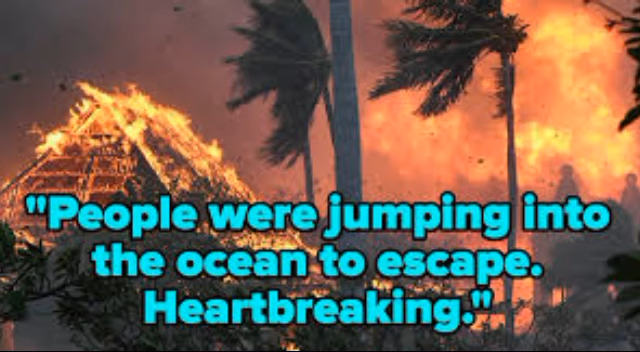 "People were jumping into
the ocean to escape.
Heartbreaking."